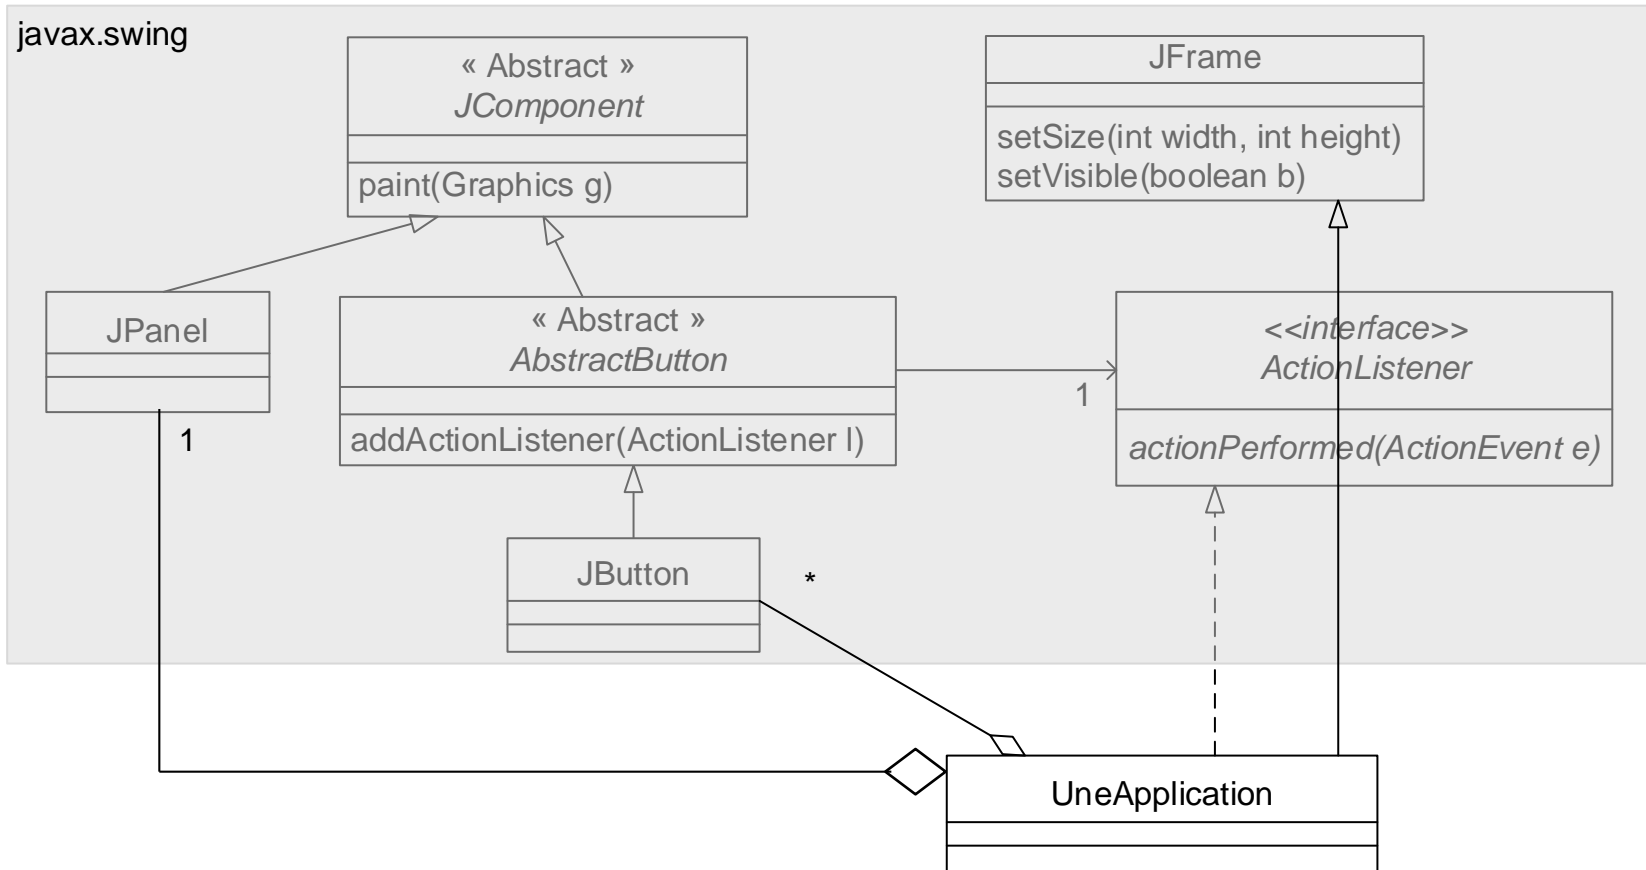 javax.swing
« Abstract »
JComponent
paint(Graphics g)
JFrame
setSize(int width, int height)
setVisible(boolean b)
JPanel
1
« Abstract »
AbstractButton
addActionListener(ActionListener l)
1
<<interface>>
ActionListener
actionPerformed(ActionEvent e)
JButton
*
UneApplication